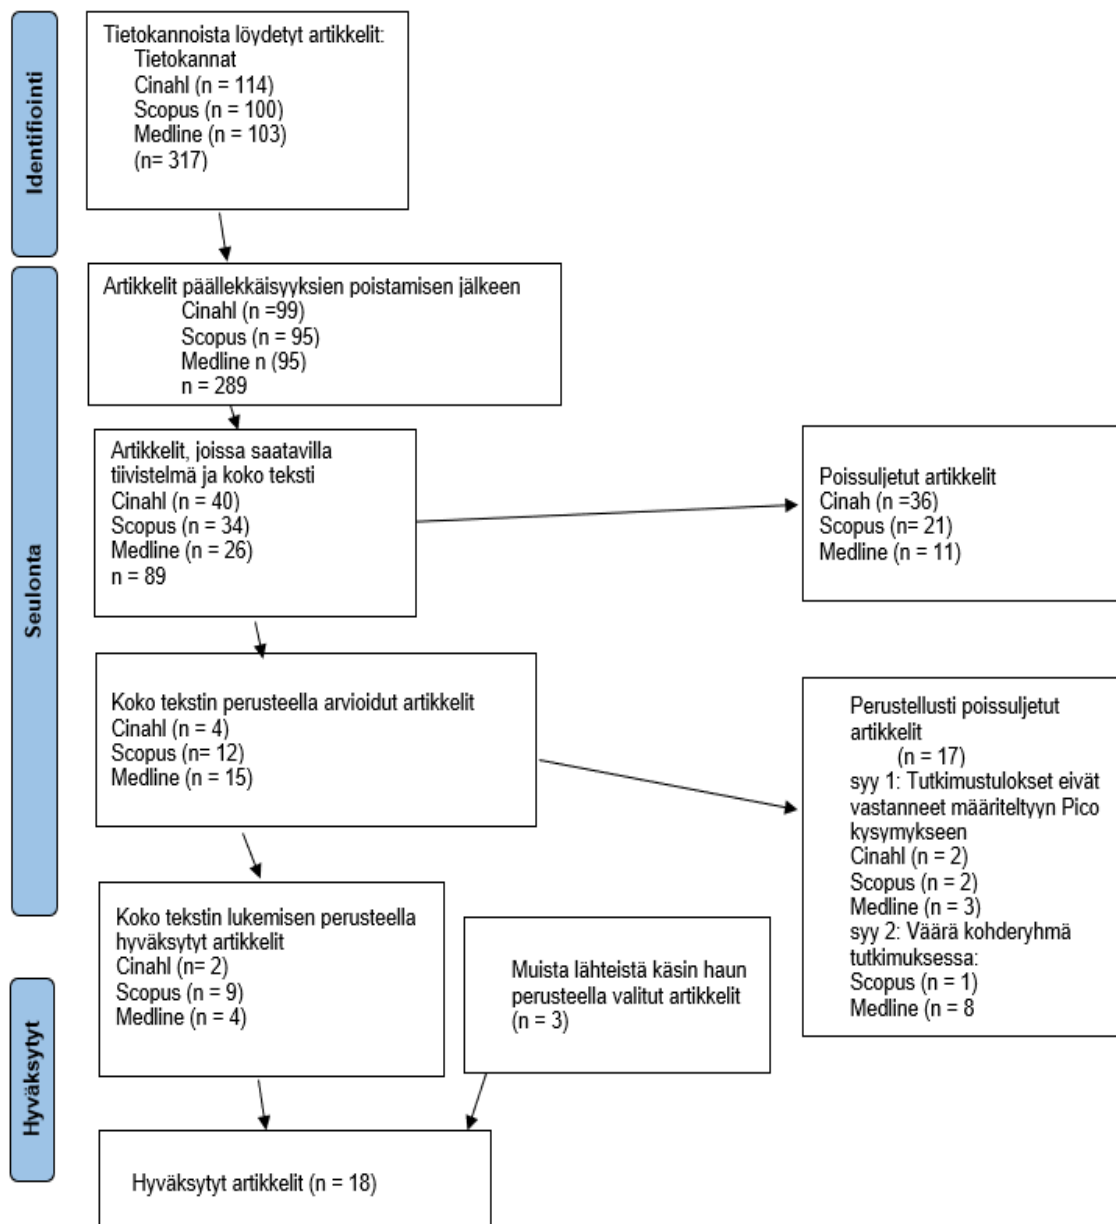 Identifiointi
Tietokannoista löydetyt artikkelit:
Tietokannat
Cinahl (n = 114)
Scopus (n = 100)
Medline (n = 103)
(n= 317)
Seulonta
Artikkelit päällekkäisyyksien poistamisen jälkeen
Cinahl (n =99)
Scopus (n = 95)
Medline n (95)
n = 289
Artikkelit, joissa saatavilla
tiivistelmä ja koko teksti
Cinahl (n = 40)
Scopus (n = 34)
Medline (n = 26)
n = 89
Poissuljetut artikkelit
Cinah (n =36)
Scopus (n= 21)
Medline (n = 11)
Koko tekstin perusteella arvioidut artikkelit
Cinahl (n = 4)
Scopus (n= 12)
Medline (n = 15)
Perustellusti poissuljetut
artikkelit
(n = 17)
syy 1: Tutkimustulokset eivät
vastanneet määriteltyyn Pico
kysymykseen
Cinahl (n = 2)
Scopus (n = 2)
Medline (n = 3)
syy 2: Väärä kohderyhmä
tutkimuksessa:
Scopus (n = 1)
Medline (n = 8
Koko tekstin lukemisen perusteella
hyväksytyt artikkelit
Cinahl (n= 2)
Scopus (n = 9)
Medline (n = 4)
Muista lähteistä käsin haun
perusteella valitut artikkelit
(n = 3)
Hyväksytyt
Hyväksytyt artikkelit (n = 18)